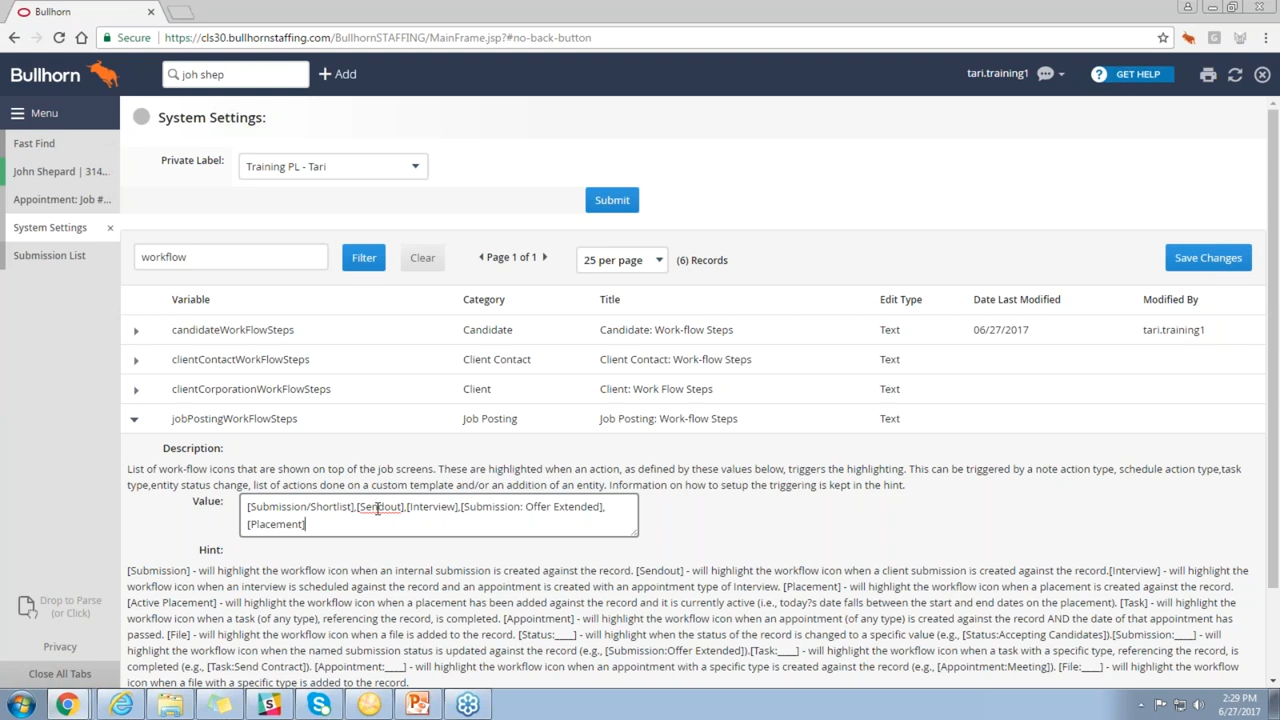 Bullhorn
Secure
https://cls30.bullhornstaffing.com/BullhornSTAFFING/MainFrame.jsp?#no-back-button
Bullhorn
joh shep
Add
tari.training1
? GET HELP
Menu
Fast Find
John Shepard | 314...
Appointment: Job #...
System Settings
Submission List
Drop to Parse
(or Click)
Privacy
Close All Tabs
System Settings:
Private Label:
Training PL - Tari
Submit
workflow
Filter
Clear
Page 1 of 1
25 per page
(6) Records
Save Changes
Variable Category Title Edit Type Date Last Modified Modified By
candidateWorkFlowSteps Candidate Candidate: Work-flow Steps Text 06/27/2017 tari.training1
clientContactWorkFlowSteps Client Contact Client Contact: Work-flow Steps Text
clientCorporationWorkFlowSteps Client Client: Work Flow Steps Text
jobPostingWorkFlowSteps Job Posting Job Posting: Work-flow Steps Text
Description:
List of work-flow icons that are shown on top of the job screens. These are highlighted when an action, as defined by these values below, triggers the highlighting. This can be triggered by a note action type, schedule action type,task
type,entity status change, list of actions done on a custom template and/or an addition of an entity. Information on how to setup the triggering is kept in the hint.
Value:
[Submission/Shortlist],[Sendout],[Interview],[Submission: Offer Extended],
[Placement]
Hint:
[Submission] - will highlight the workflow icon when an internal submission is created against the record. [Sendout] - will highlight the workflow icon when a client submission is created against the record.[Interview] - will highlight the
workflow icon when an interview is scheduled against the record and an appointment is created with an appointment type of Interview. [Placement] - will highlight the workflow icon when a placement is created against the record.
[Active Placement] - will highlight the workflow icon when a placement has been added against the record and it is currently active (i.e., today?s date falls between the start and end dates on the placement). [Task] - will highlight the
workflow icon when a task (of any type), referencing the record, is completed. [Appointment] - will highlight the workflow icon when an appointment (of any type) is created against the record AND the date of that appointment has
passed. [File] - will highlight the workflow icon when a file is added to the record. [Status:____] - will highlight when the status of the record is changed to a specific value (e.g., [Status:Accepting Candidates]).[Submission:____] - will
highlight the workflow icon when the named submission status is updated against the record (e.g., [Submission:Offer Extended]).[Task:____] - will highlight the workflow icon when a task with a specific type, referencing the record, is
completed (e.g., [Task:Send Contract]). [Appointment:____] - will highlight the workflow icon when an appointment with a specific type is created against the record (e.g., [Appointment:Meeting]). [File:____] - will highlight the workflow
icon when a file with a specific type is added to the record.
2:29 PM
6/27/2017